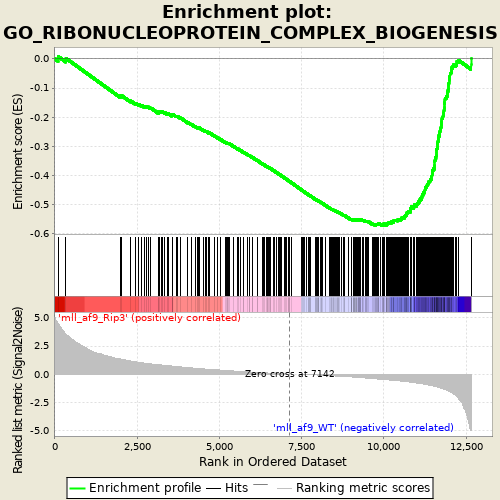 Enrichment plot:
GO_RIBONUCLEOPROTEIN_COMPLEX_BIOGENESIS
Enrichment score (ES)
0.0
-0.1
-0.2
-0.3
-0.4
-0.5
-0.6
Ranked list metric (Signal2Noise)
5.0
2.5
0.0
-2.5
-5.0
'mll_af9_Rip3' (positively correlated)
Zero cross at 7142
'mll_af9_WT' (negatively correlated)
0
2,500
5,000
7,500
10,000
12,500
Rank in Ordered Dataset
Enrichment profile
Hits
Ranking metric scores